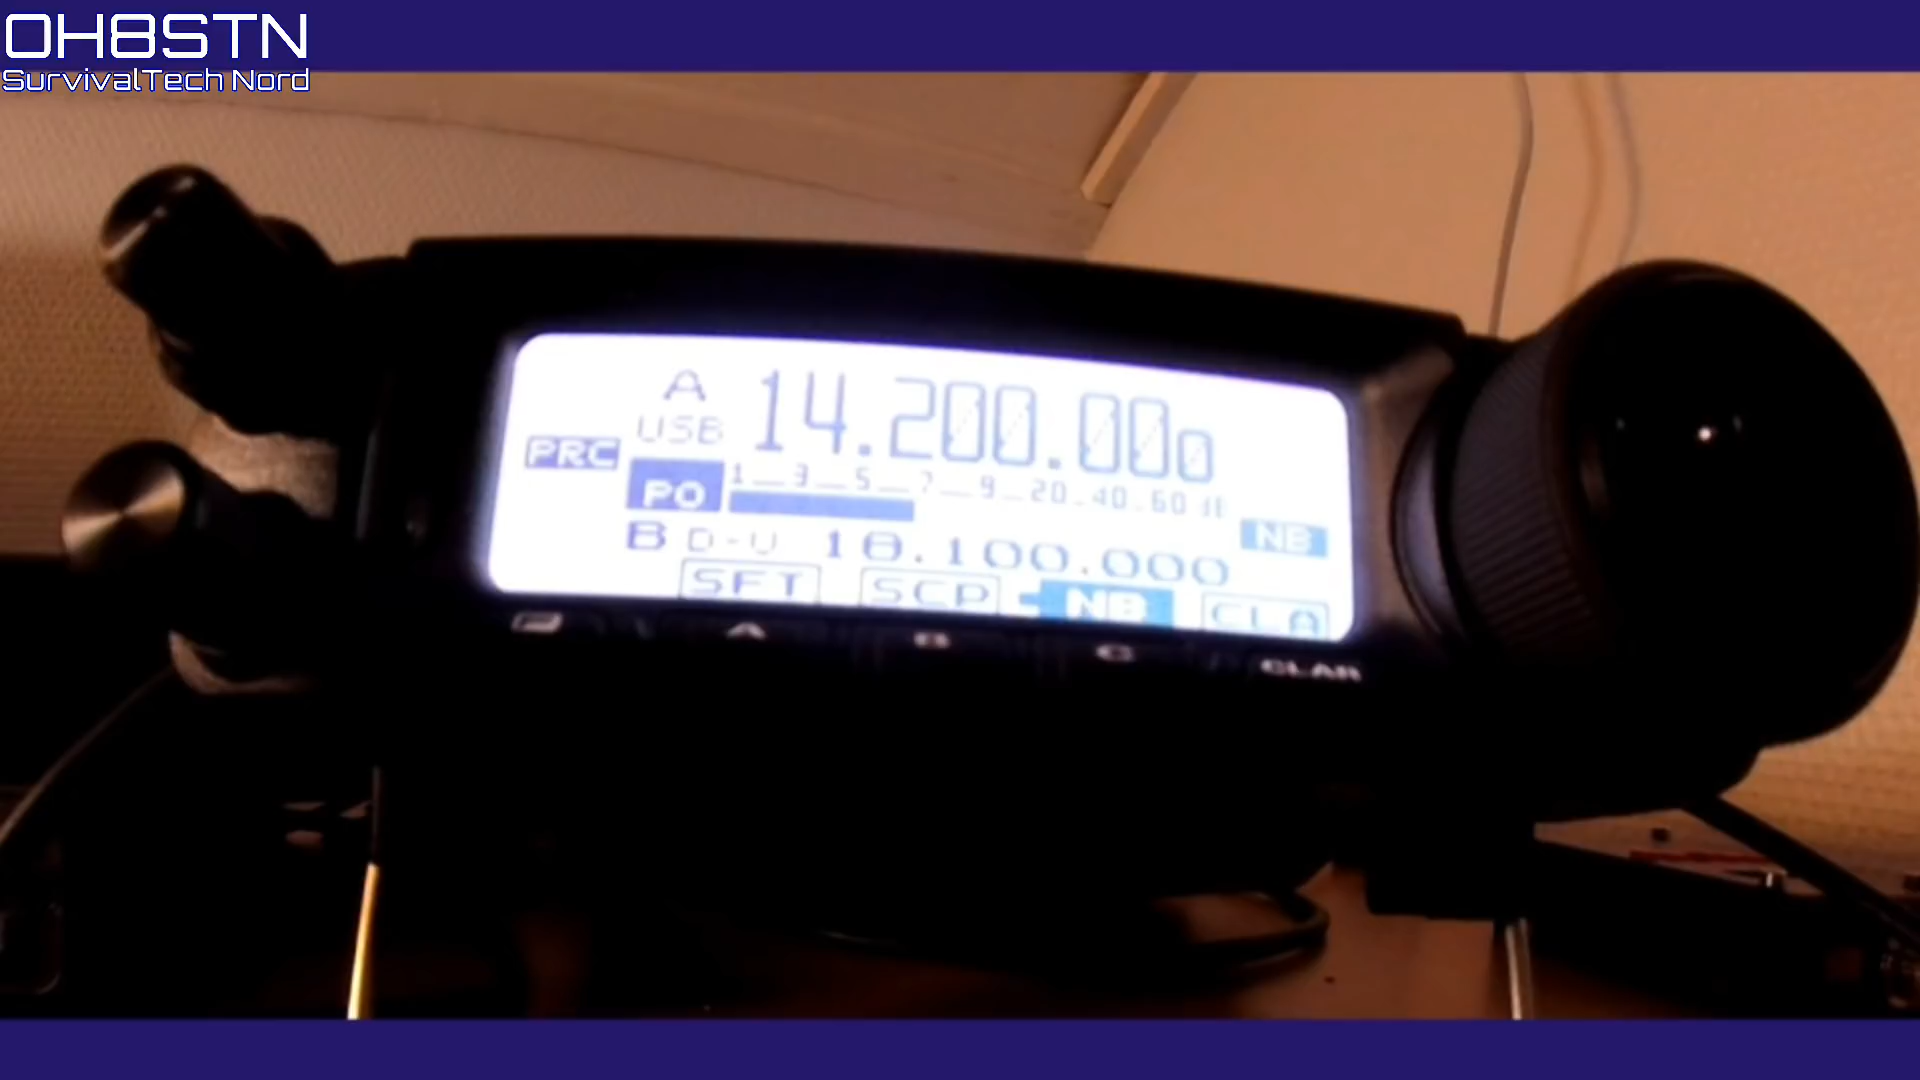 OH8STN
SurvivalTech Nord
A 14.200.000
USB
PRC
PO 1 3 5 7 9 20 40 60 dB
NB
B D-U 18.100.000
SFT SCP NB CLA
A B C CLAR